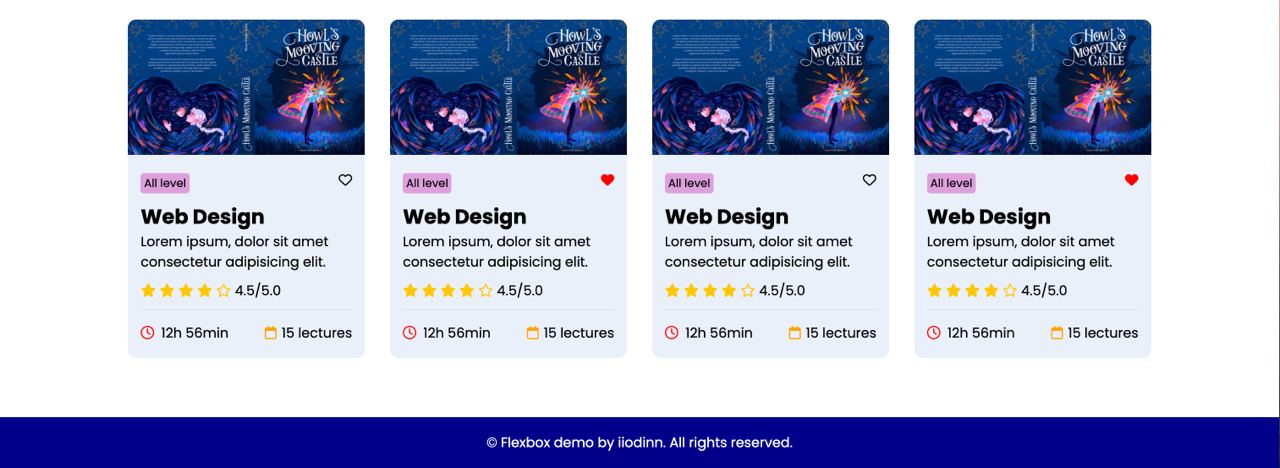 HOWL'S MOOVING CASTLE
HOWL'S MOOVING CASTLE
HOWL'S MOOVING CASTLE
HOWL'S MOOVING CASTLE
HOWL'S MOOVING CASTLE
HOWL'S MOOVING CASTLE
HOWL'S MOOVING CASTLE
HOWL'S MOOVING CASTLE
All level
All level
All level
All level
Web Design
Web Design
Web Design
Web Design
Lorem ipsum, dolor sit amet
consectetur adipisicing elit.
Lorem ipsum, dolor sit amet
consectetur adipisicing elit.
Lorem ipsum, dolor sit amet
consectetur adipisicing elit.
Lorem ipsum, dolor sit amet
consectetur adipisicing elit.
4.5/5.0
4.5/5.0
4.5/5.0
4.5/5.0
12h 56min 15 lectures
12h 56min 15 lectures
12h 56min 15 lectures
12h 56min 15 lectures
© Flexbox demo by iiodinn. All rights reserved.